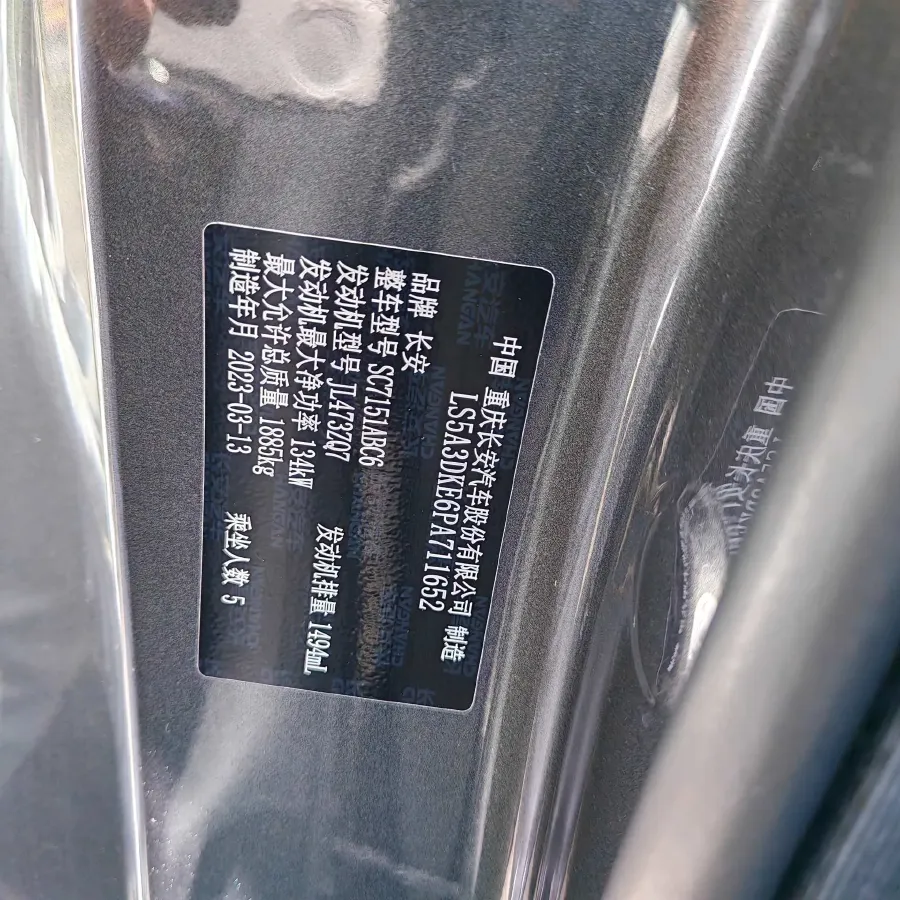 中国 重庆长安汽车股份有限公司 制造
LS5A3DKE6PA711652
品牌 长安
整车型号 SC7151ABC6
发动机型号 JL473ZQ7 发动机排量 1494mL
发动机最大净功率 134kW
最大允许总质量 1885kg
制造年月 2023-03-13 乘坐人数 5